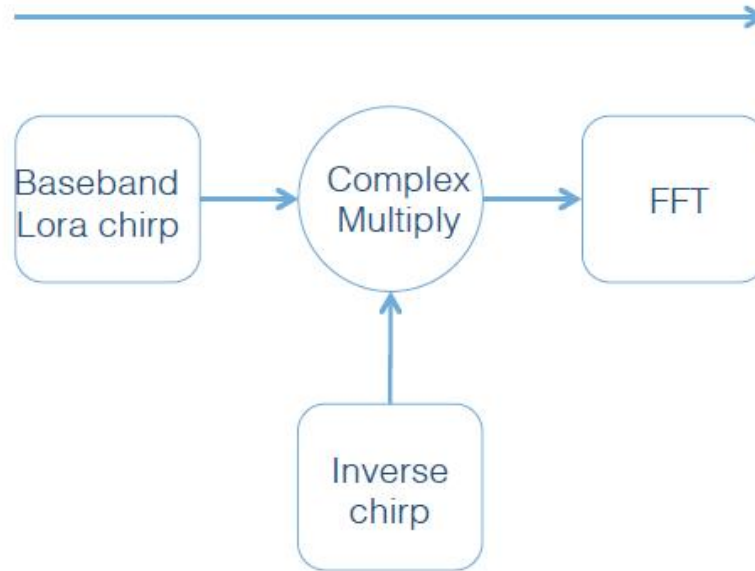 Baseband
Lora chirp
Complex
Multiply
FFT
Inverse
chirp